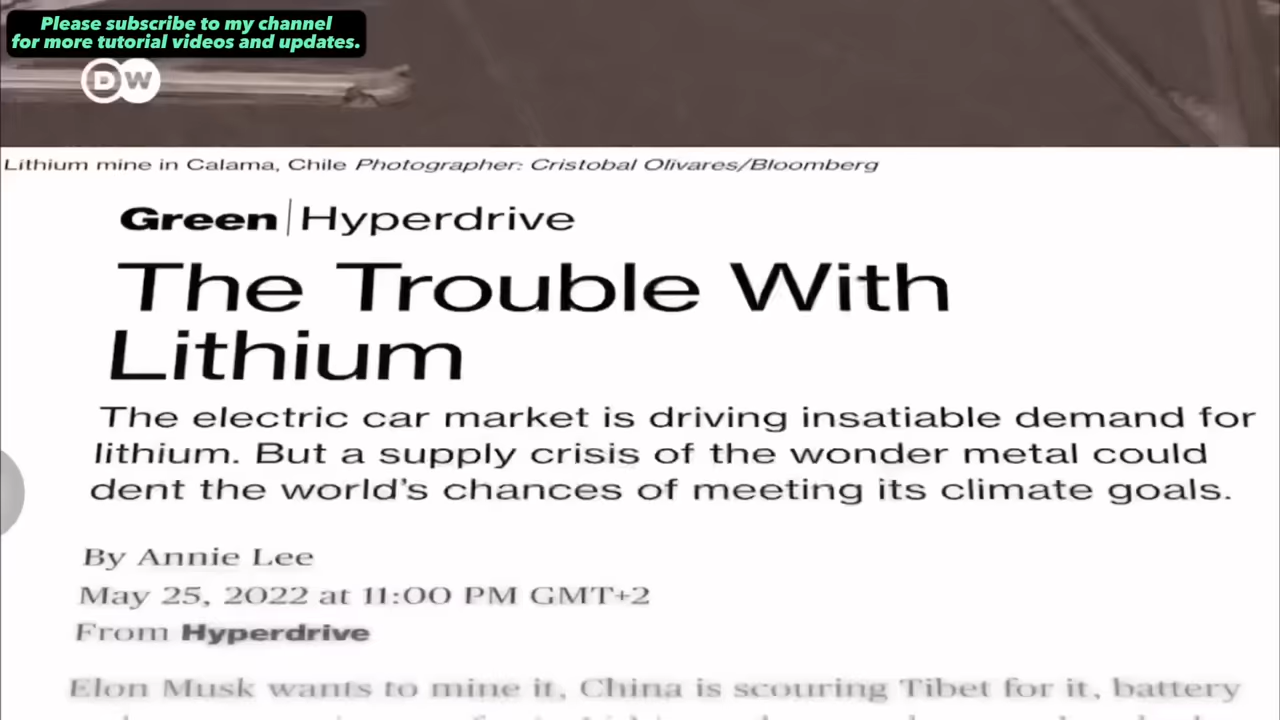 Please subscribe to my channel
for more tutorial videos and updates.
DW
Lithium mine in Calama, Chile Photographer: Cristobal Olivares/Bloomberg
Green | Hyperdrive
The Trouble With
Lithium
The electric car market is driving insatiable demand for
lithium. But a supply crisis of the wonder metal could
dent the world's chances of meeting its climate goals.
By Annie Lee
May 25, 2022 at 11:00 PM GMT+2
From Hyperdrive
Elon Musk wants to mine it, China is scouring Tibet for it, battery